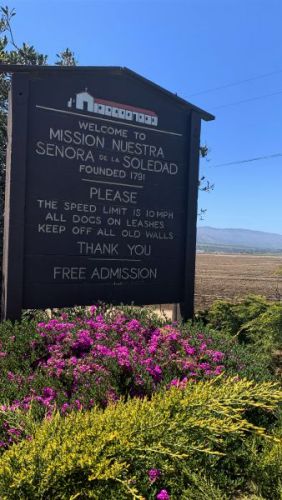 WELCOME TO
MISSION NUESTRA
SEÑORA DE LA SOLEDAD
FOUNDED 1791
PLEASE
THE SPEED LIMIT IS 10 MPH
ALL DOGS ON LEASHES
KEEP OFF ALL OLD WALLS
THANK YOU
FREE ADMISSION